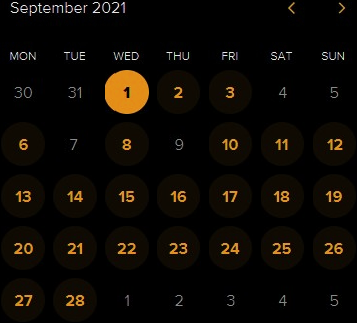 September 2021
MON TUE WED THU FRI SAT SUN
30 31 1 2 3 4 5
6 7 8 9 10 11 12
13 14 15 16 17 18 19
20 21 22 23 24 25 26
27 28 1 2 3 4 5